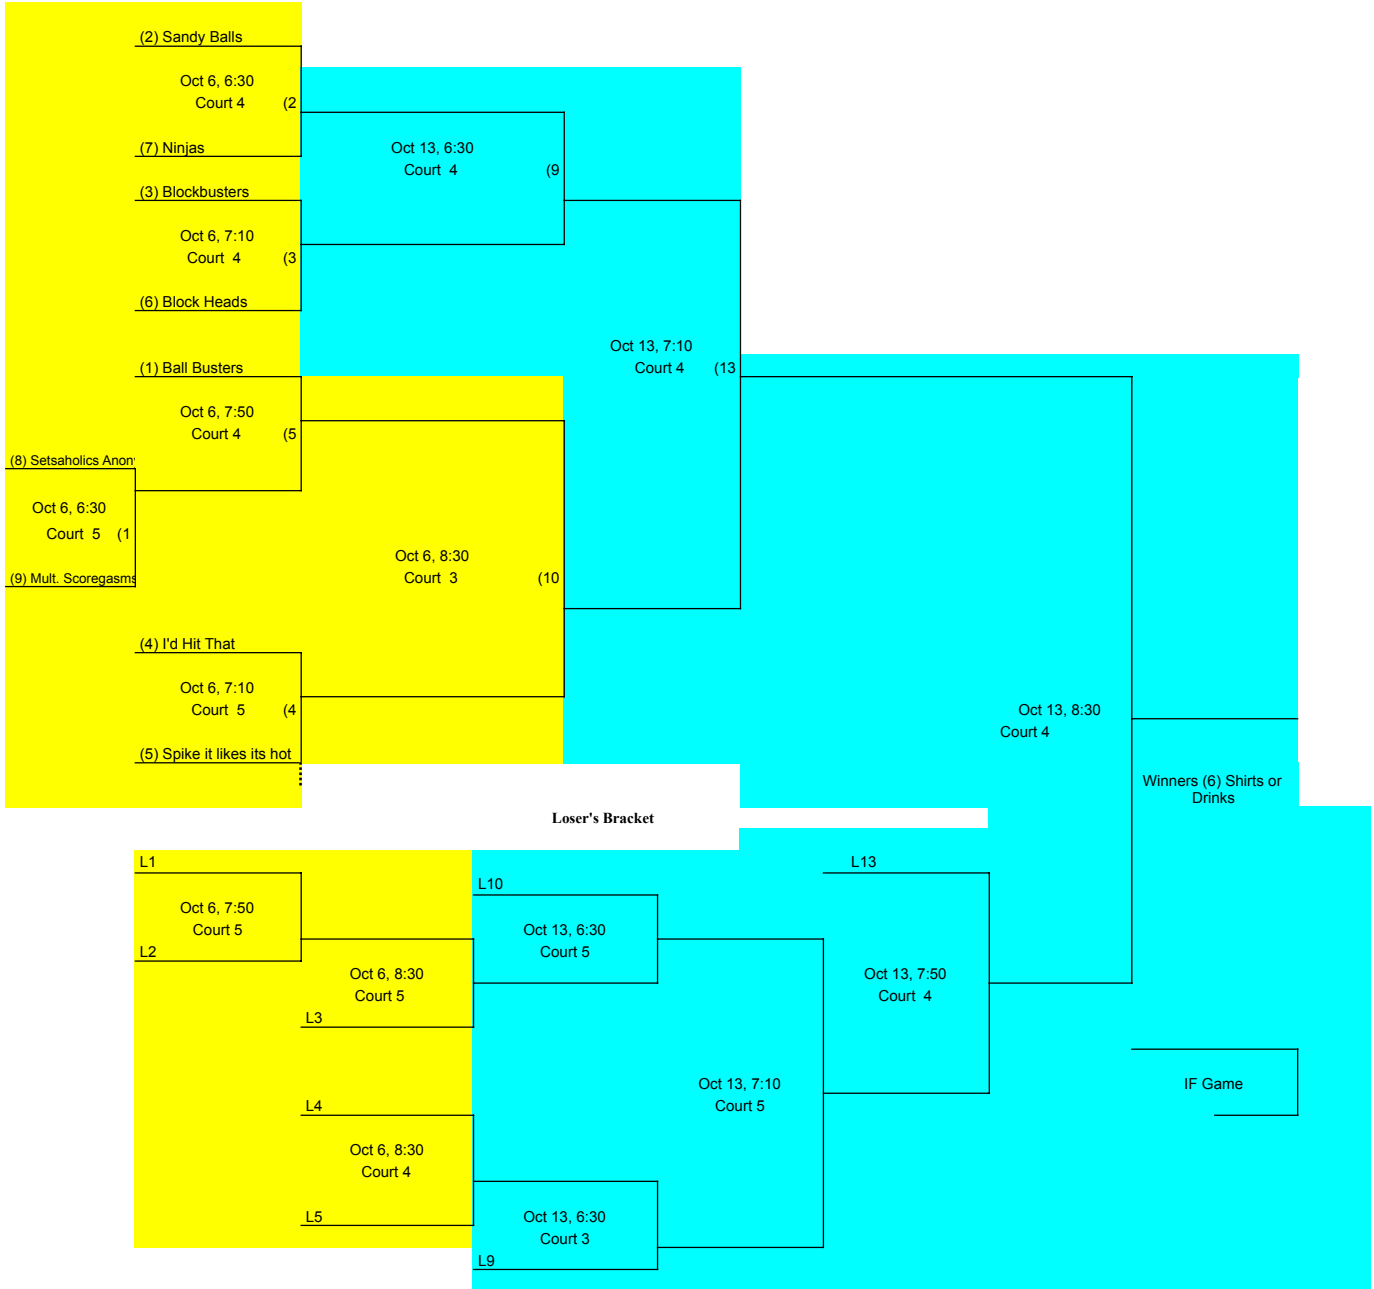 (2) Sandy Balls
Oct 6, 6:30
Court 4 (2
(7) Ninjas
Oct 13, 6:30
Court 4 (9
(3) Blockbusters
Oct 6, 7:10
Court 4 (3
(6) Block Heads
Oct 13, 7:10
Court 4 (13
(1) Ball Busters
Oct 6, 7:50
Court 4 (5
(8) Setsaholics Anon
Oct 6, 6:30
Court 5 (1
(9) Mult. Scoregasms
Oct 6, 8:30
Court 3 (10
(4) I'd Hit That
Oct 6, 7:10
Court 5 (4
(5) Spike it likes its hot
Oct 13, 8:30
Court 4
Winners (6) Shirts or
Drinks
Loser's Bracket
L1
Oct 6, 7:50
Court 5
L2
L10
Oct 13, 6:30
Court 5
L13
Oct 6, 8:30
Court 5
L3
Oct 13, 7:50
Court 4
Oct 13, 7:10
Court 5
IF Game
L4
Oct 6, 8:30
Court 4
L5
Oct 13, 6:30
Court 3
L9